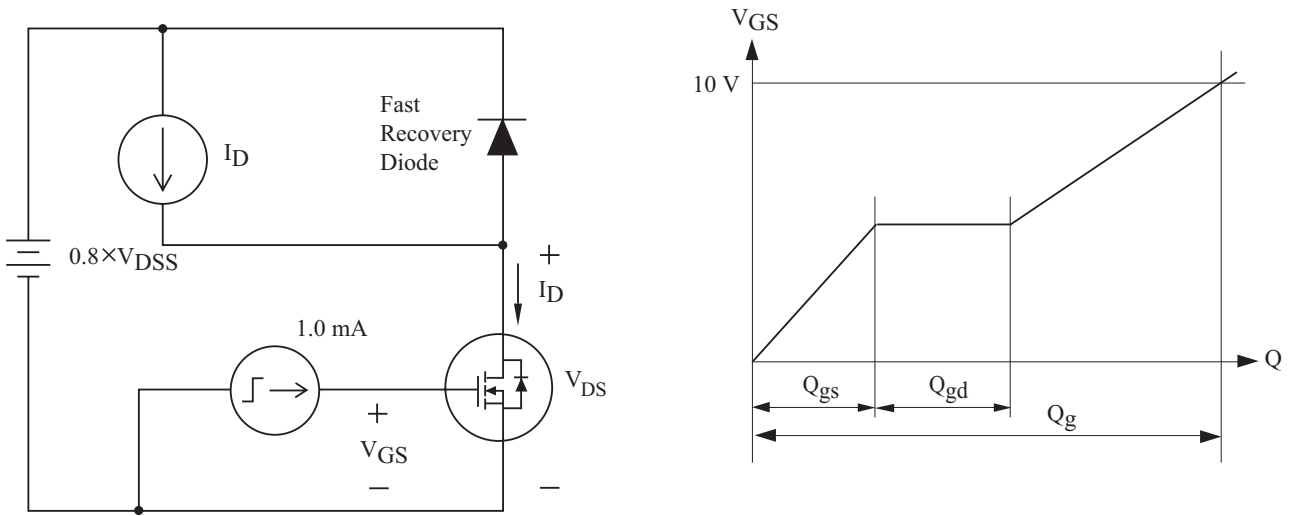 I_D
Fast
Recovery
Diode
0.8×V_DSS
+
I_D
1.0 mA
V_DS
+
V_GS
−
−
V_GS
10 V
Q
Q_gs
Q_gd
Q_g